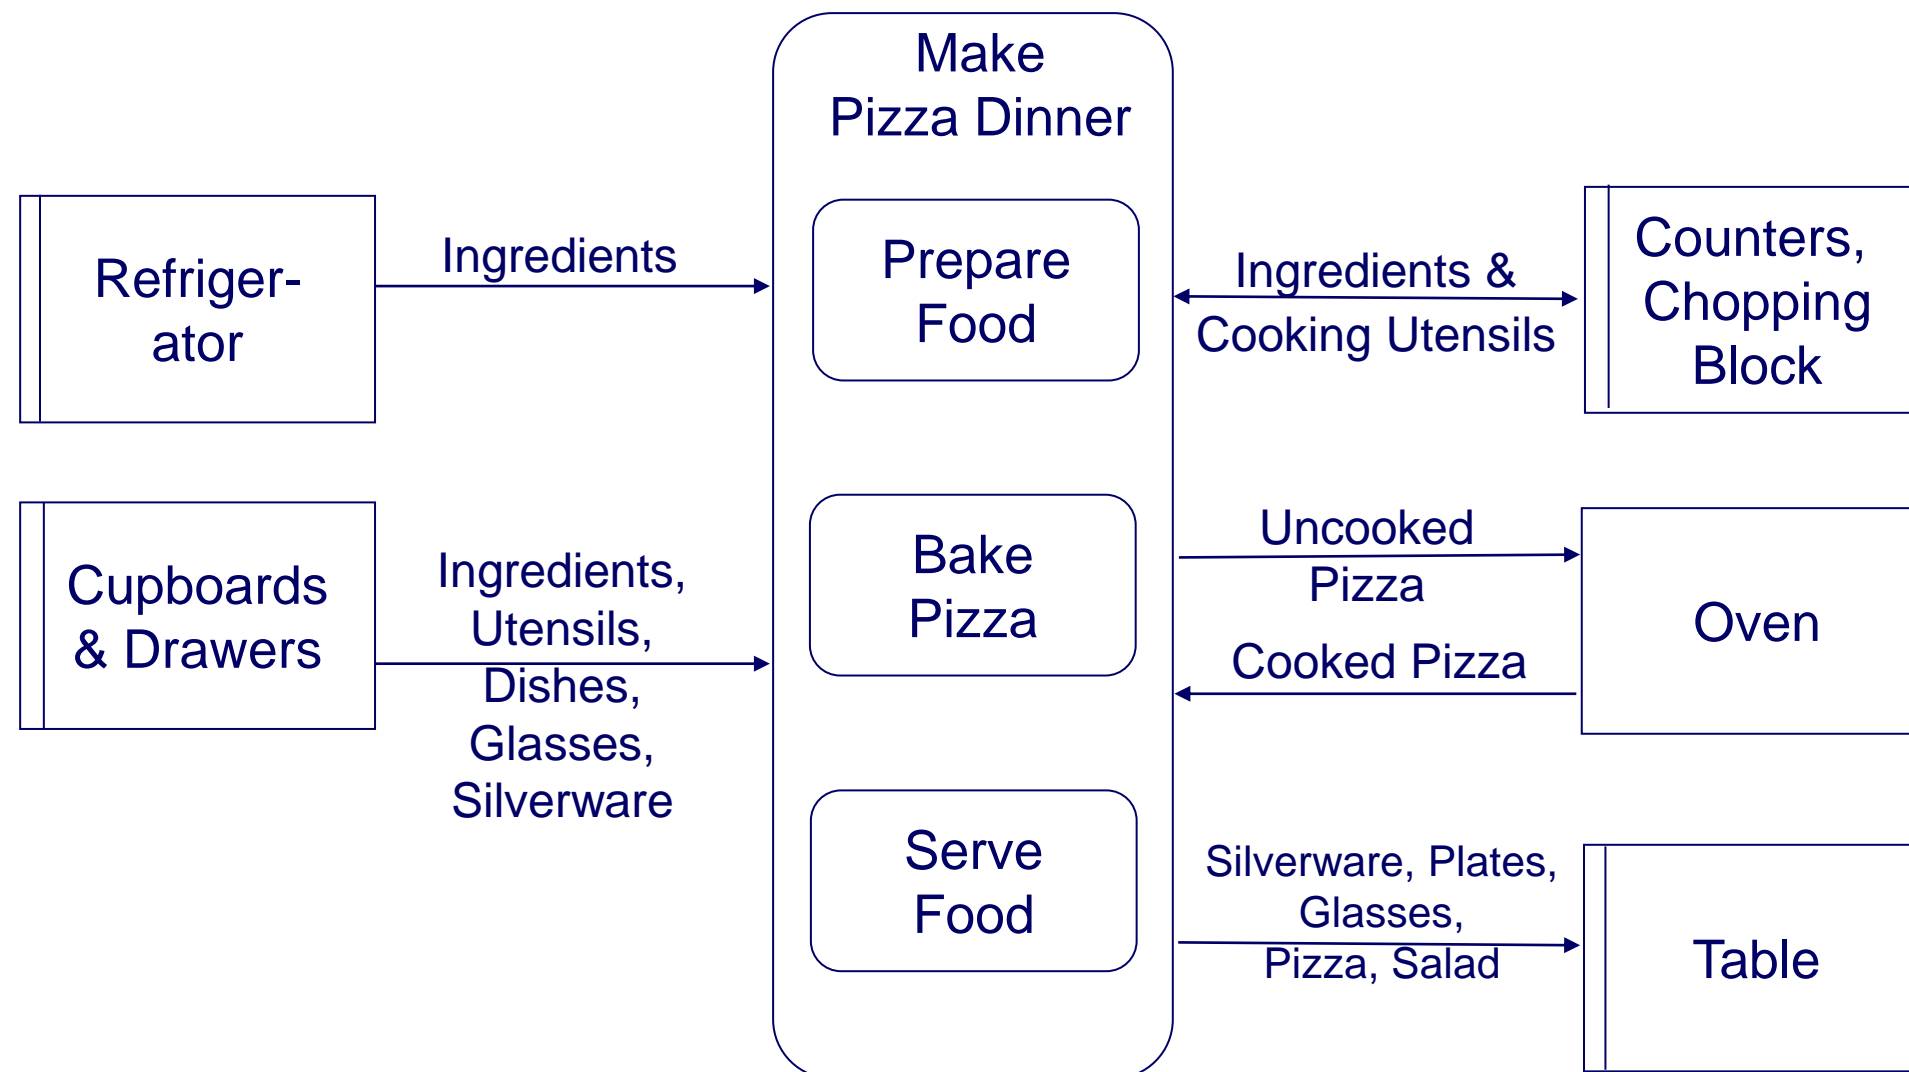 Make
Pizza Dinner
Refriger-
ator
Ingredients
Prepare
Food
Ingredients &
Cooking Utensils
Counters,
Chopping
Block
Cupboards
& Drawers
Ingredients,
Utensils,
Dishes,
Glasses,
Silverware
Bake
Pizza
Uncooked
Pizza
Cooked Pizza
Oven
Serve
Food
Silverware, Plates,
Glasses,
Pizza, Salad
Table